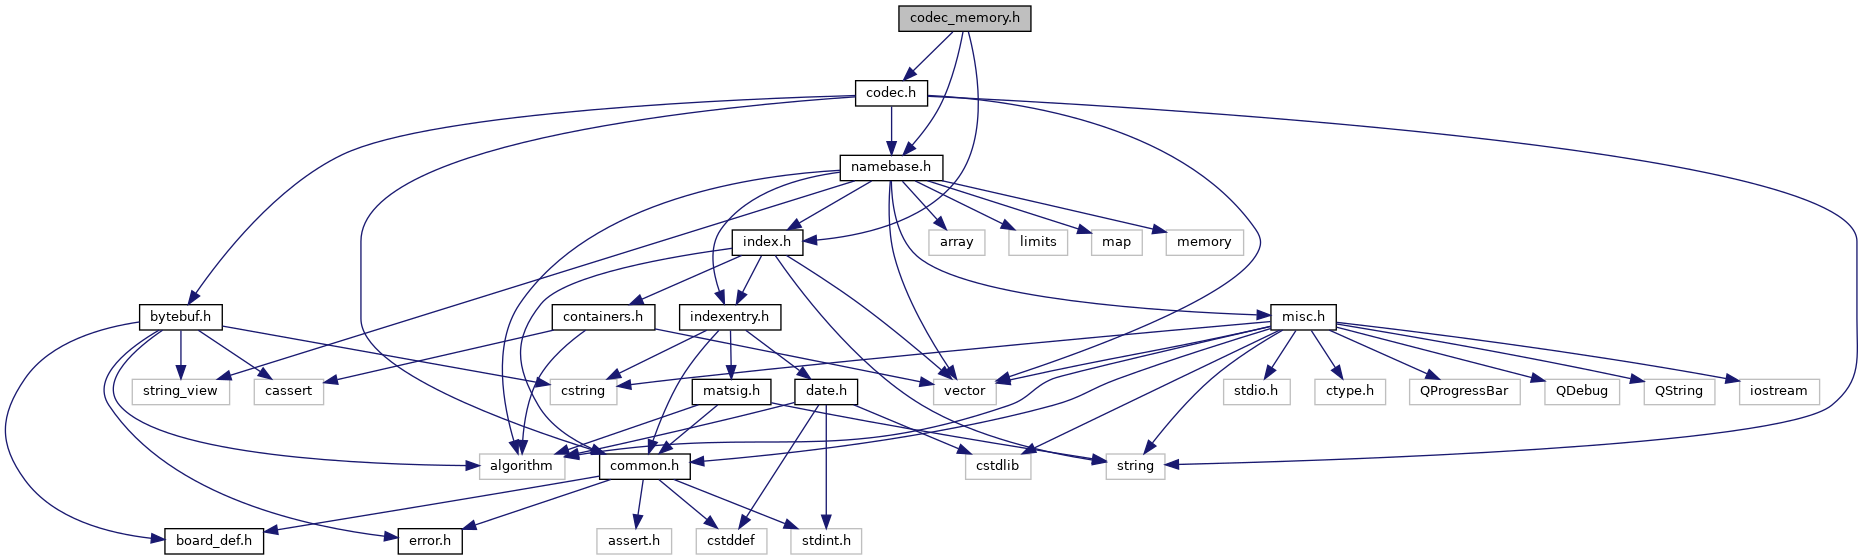 codec_memory.h
codec.h
namebase.h
index.h
array
limits
map
memory
bytebuf.h
containers.h
indexentry.h
misc.h
string_view
cassert
cstring
matsig.h
date.h
vector
stdio.h
ctype.h
QProgressBar
QDebug
QString
iostream
algorithm
common.h
cstdlib
string
board_def.h
error.h
assert.h
cstddef
stdint.h